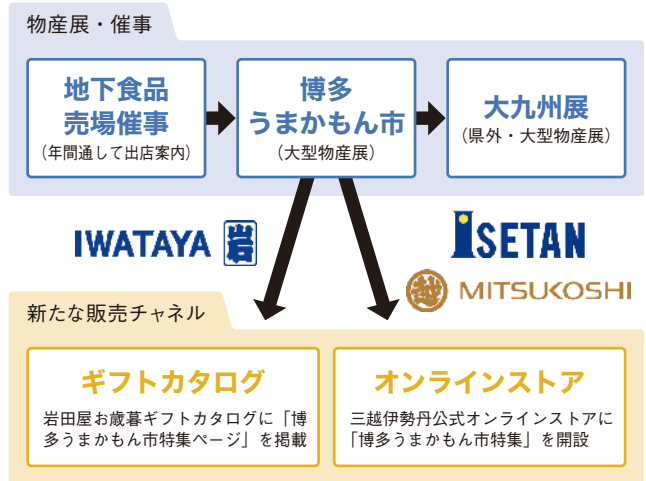 物産展・催事
地下食品
売場催事
（年間通して出店案内）
博多
うまかもん市
（大型物産展）
大九州展
（県外・大型物産展）
IWATAYA 岩
ISETAN
越 MITSUKOSHI
新たな販売チャネル
ギフトカタログ
岩田屋お歳暮ギフトカタログに「博
多うまかもん市特集ページ」を掲載
オンラインストア
三越伊勢丹公式オンラインストアに
「博多うまかもん市特集」を開設